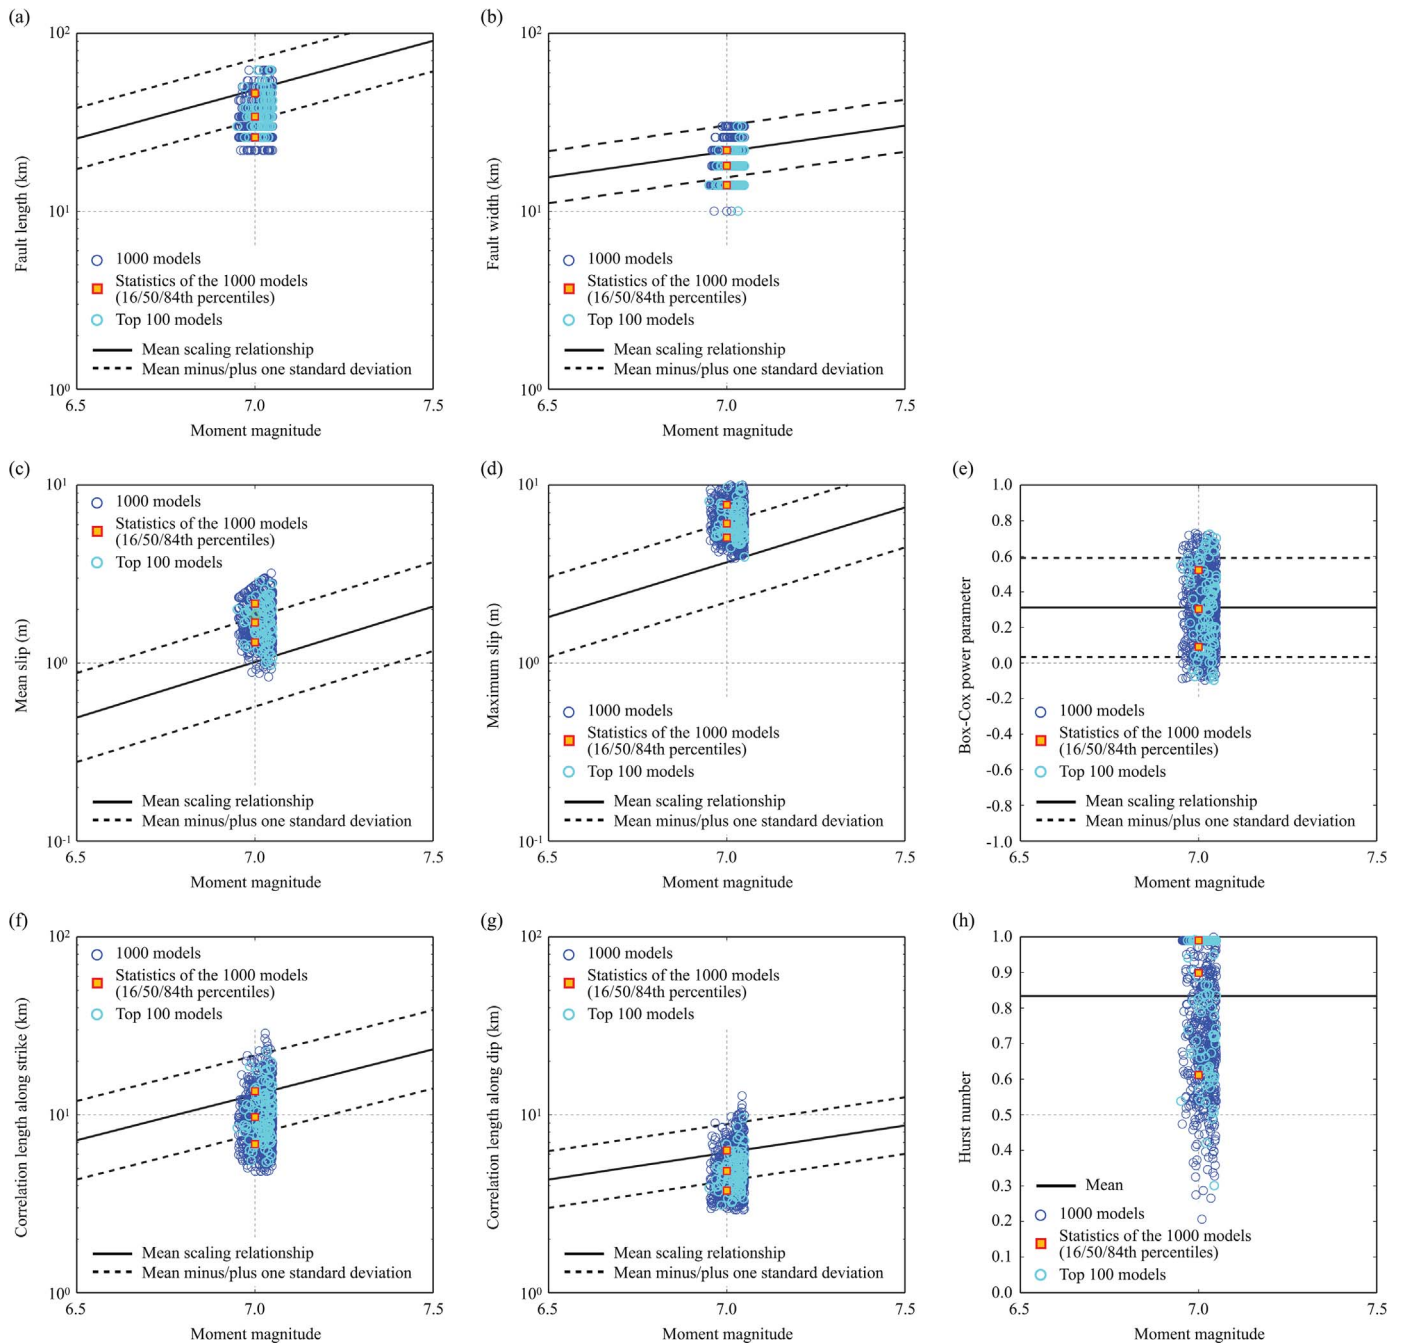 (a)
10²
10¹
10⁰
Fault length (km)
1000 models
Statistics of the 1000 models
(16/50/84th percentiles)
Top 100 models
Mean scaling relationship
Mean minus/plus one standard deviation
6.5
7.0
7.5
Moment magnitude
(b)
10²
10¹
10⁰
Fault width (km)
1000 models
Statistics of the 1000 models
(16/50/84th percentiles)
Top 100 models
Mean scaling relationship
Mean minus/plus one standard deviation
6.5
7.0
7.5
Moment magnitude
(c)
10¹
10⁰
10⁻¹
Mean slip (m)
1000 models
Statistics of the 1000 models
(16/50/84th percentiles)
Top 100 models
Mean scaling relationship
Mean minus/plus one standard deviation
6.5
7.0
7.5
Moment magnitude
(d)
10¹
10⁰
10⁻¹
Maximum slip (m)
1000 models
Statistics of the 1000 models
(16/50/84th percentiles)
Top 100 models
Mean scaling relationship
Mean minus/plus one standard deviation
6.5
7.0
7.5
Moment magnitude
(e)
1.0
0.8
0.6
0.4
0.2
0.0
-0.2
-0.4
-0.6
-0.8
-1.0
Box-Cox power parameter
1000 models
Statistics of the 1000 models
(16/50/84th percentiles)
Top 100 models
Mean scaling relationship
Mean minus/plus one standard deviation
6.5
7.0
7.5
Moment magnitude
(f)
10²
10¹
10⁰
Correlation length along strike (km)
1000 models
Statistics of the 1000 models
(16/50/84th percentiles)
Top 100 models
Mean scaling relationship
Mean minus/plus one standard deviation
6.5
7.0
7.5
Moment magnitude
(g)
10²
10¹
10⁰
Correlation length along dip (km)
1000 models
Statistics of the 1000 models
(16/50/84th percentiles)
Top 100 models
Mean scaling relationship
Mean minus/plus one standard deviation
6.5
7.0
7.5
Moment magnitude
(h)
1.0
0.9
0.8
0.7
0.6
0.5
0.4
0.3
0.2
0.1
0.0
Hurst number
Mean
1000 models
Statistics of the 1000 models
(16/50/84th percentiles)
Top 100 models
6.5
7.0
7.5
Moment magnitude